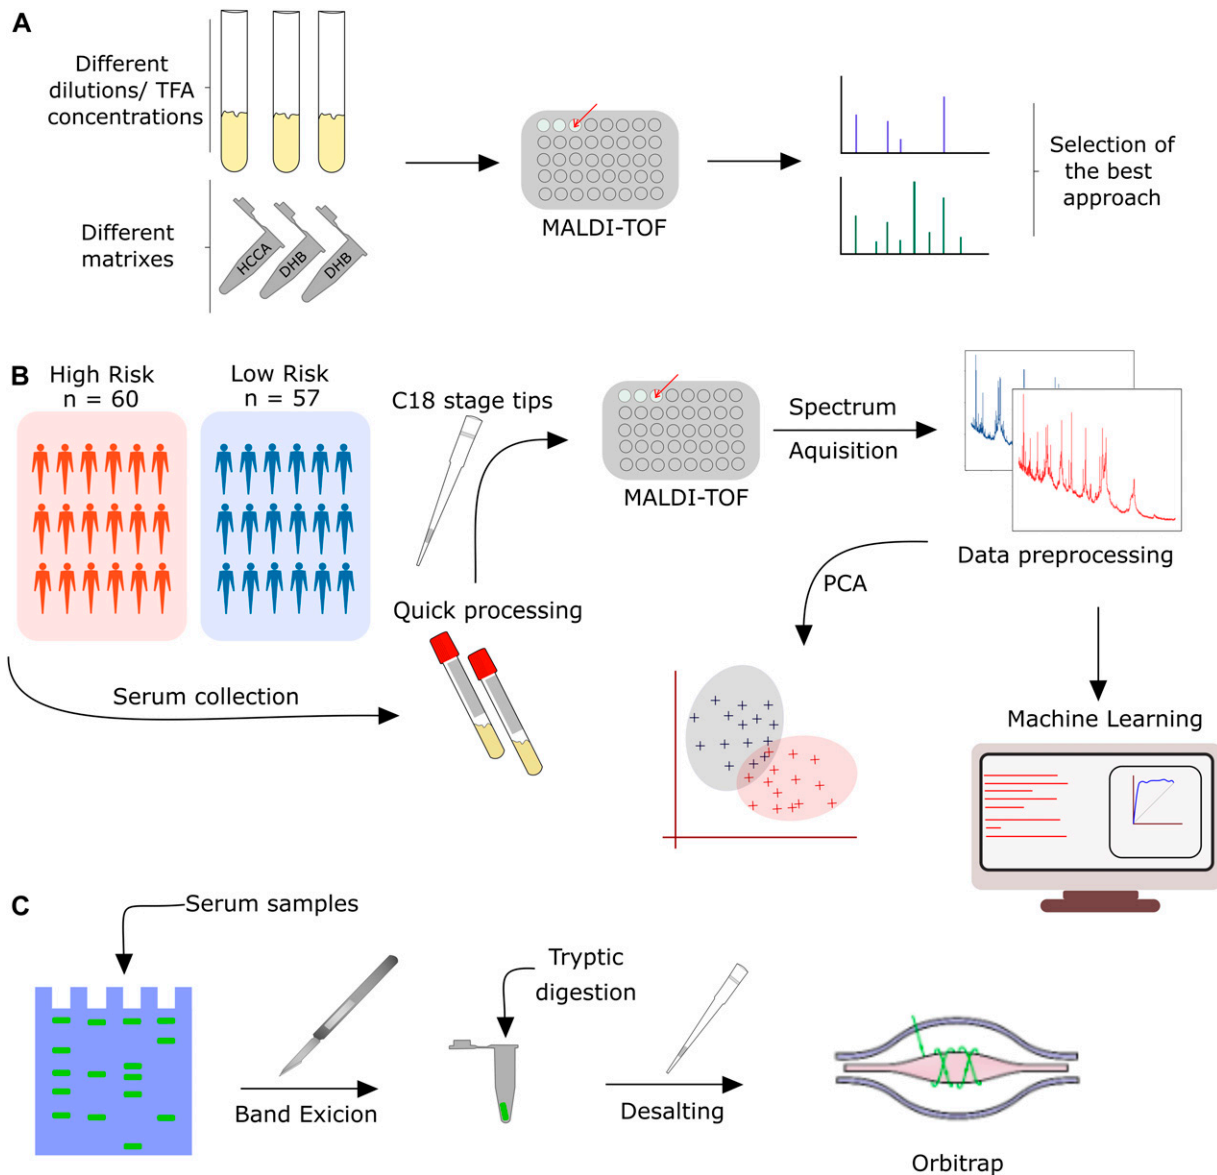 A
Different
dilutions/ TFA
concentrations
Different
matrixes
HCCA
DHB
DHB
MALDI-TOF
Selection of
the best
approach
B
High Risk
n = 60
Low Risk
n = 57
C18 stage tips
Quick processing
Serum collection
MALDI-TOF
Spectrum
Aquisition
Data preprocessing
PCA
Machine Learning
C
Serum samples
Band Exicion
Tryptic
digestion
Desalting
Orbitrap